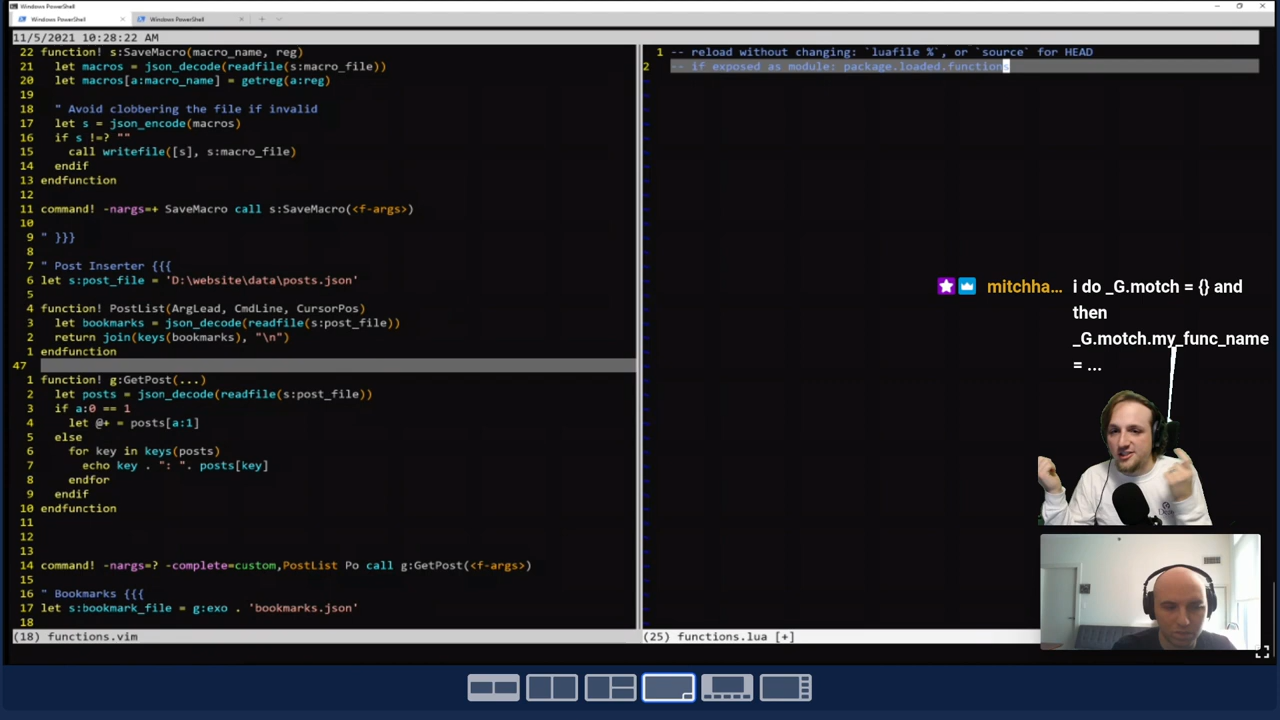 Windows PowerShell
Windows PowerShell
Windows PowerShell
11/5/2021 10:28:22 AM
22 function! s:SaveMacro(macro_name, reg)
21 let macros = json_decode(readfile(s:macro_file))
20 let macros[a:macro_name] = getreg(a:reg)
19
18 " Avoid clobbering the file if invalid
17 let s = json_encode(macros)
16 if s !=? ""
15 call writefile([s], s:macro_file)
14 endif
13 endfunction
12
11 command! -nargs=+ SaveMacro call s:SaveMacro(<f-args>)
10
9 " }}}
8
7 " Post Inserter {{{
6 let s:post_file = 'D:\website\data\posts.json'
5
4 function! PostList(ArgLead, CmdLine, CursorPos)
3 let bookmarks = json_decode(readfile(s:post_file))
2 return join(keys(bookmarks), "\n")
1 endfunction
47
1 function! g:GetPost(...)
2 let posts = json_decode(readfile(s:post_file))
3 if a:0 == 1
4 let @+ = posts[a:1]
5 else
6 for key in keys(posts)
7 echo key . ": ". posts[key]
8 endfor
9 endif
10 endfunction
11
12
13
14 command! -nargs=? -complete=custom,PostList Po call g:GetPost(<f-args>)
15
16 " Bookmarks {{{
17 let s:bookmark_file = g:exo . 'bookmarks.json'
18
(18) functions.vim
1 -- reload without changing: `luafile %`, or `source` for HEAD
2 -- if exposed as module: package.loaded.functions
(25) functions.lua [+]
mitchha... i do _G.motch = {} and
then
_G.motch.my_func_name
= ...